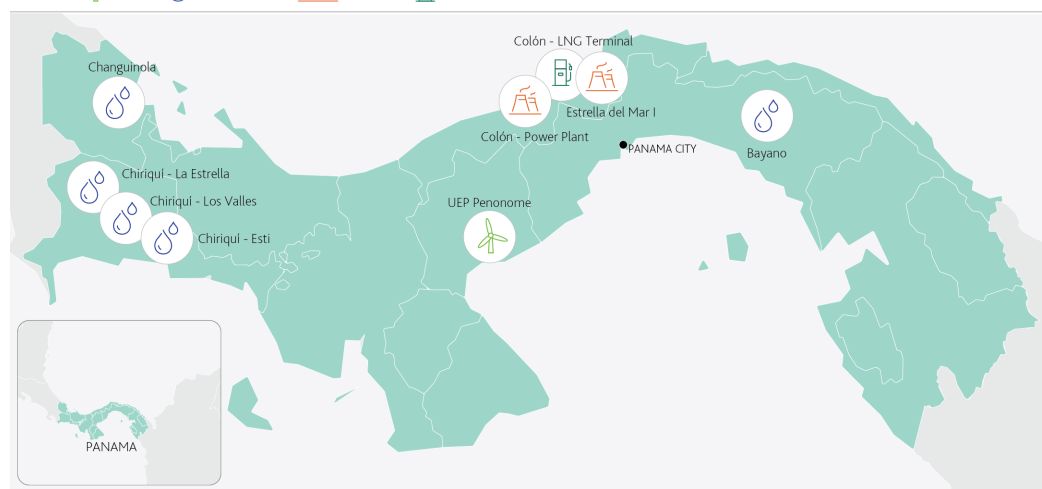 Colón - LNG Terminal
Changuinola
Estrella del Mar I
Colón - Power Plant
PANAMA CITY
Bayano
Chiriquí - La Estrella
Chiriquí - Los Valles
UEP Penonome
Chiriquí - Estí
PANAMA